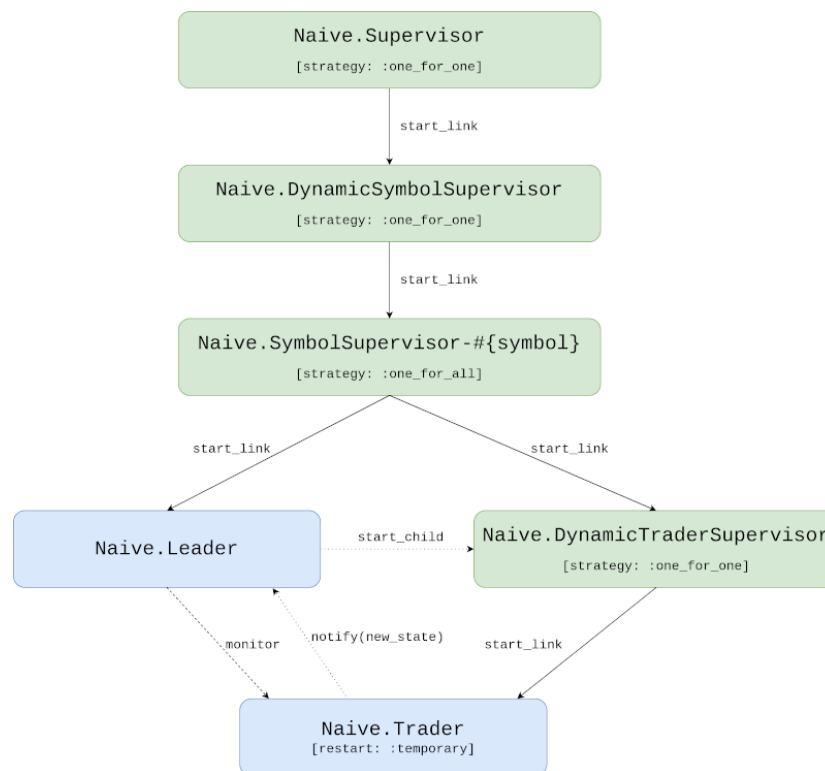 Naive.Supervisor
[strategy: :one_for_one]
start_link
Naive.DynamicSymbolSupervisor
[strategy: :one_for_one]
start_link
Naive.SymbolSupervisor-#{symbol}
[strategy: :one_for_all]
start_link
start_link
Naive.Leader
start_child
Naive.DynamicTraderSupervisor
[strategy: :one_for_one]
monitor
notify(new_state)
start_link
Naive.Trader
[restart: :temporary]